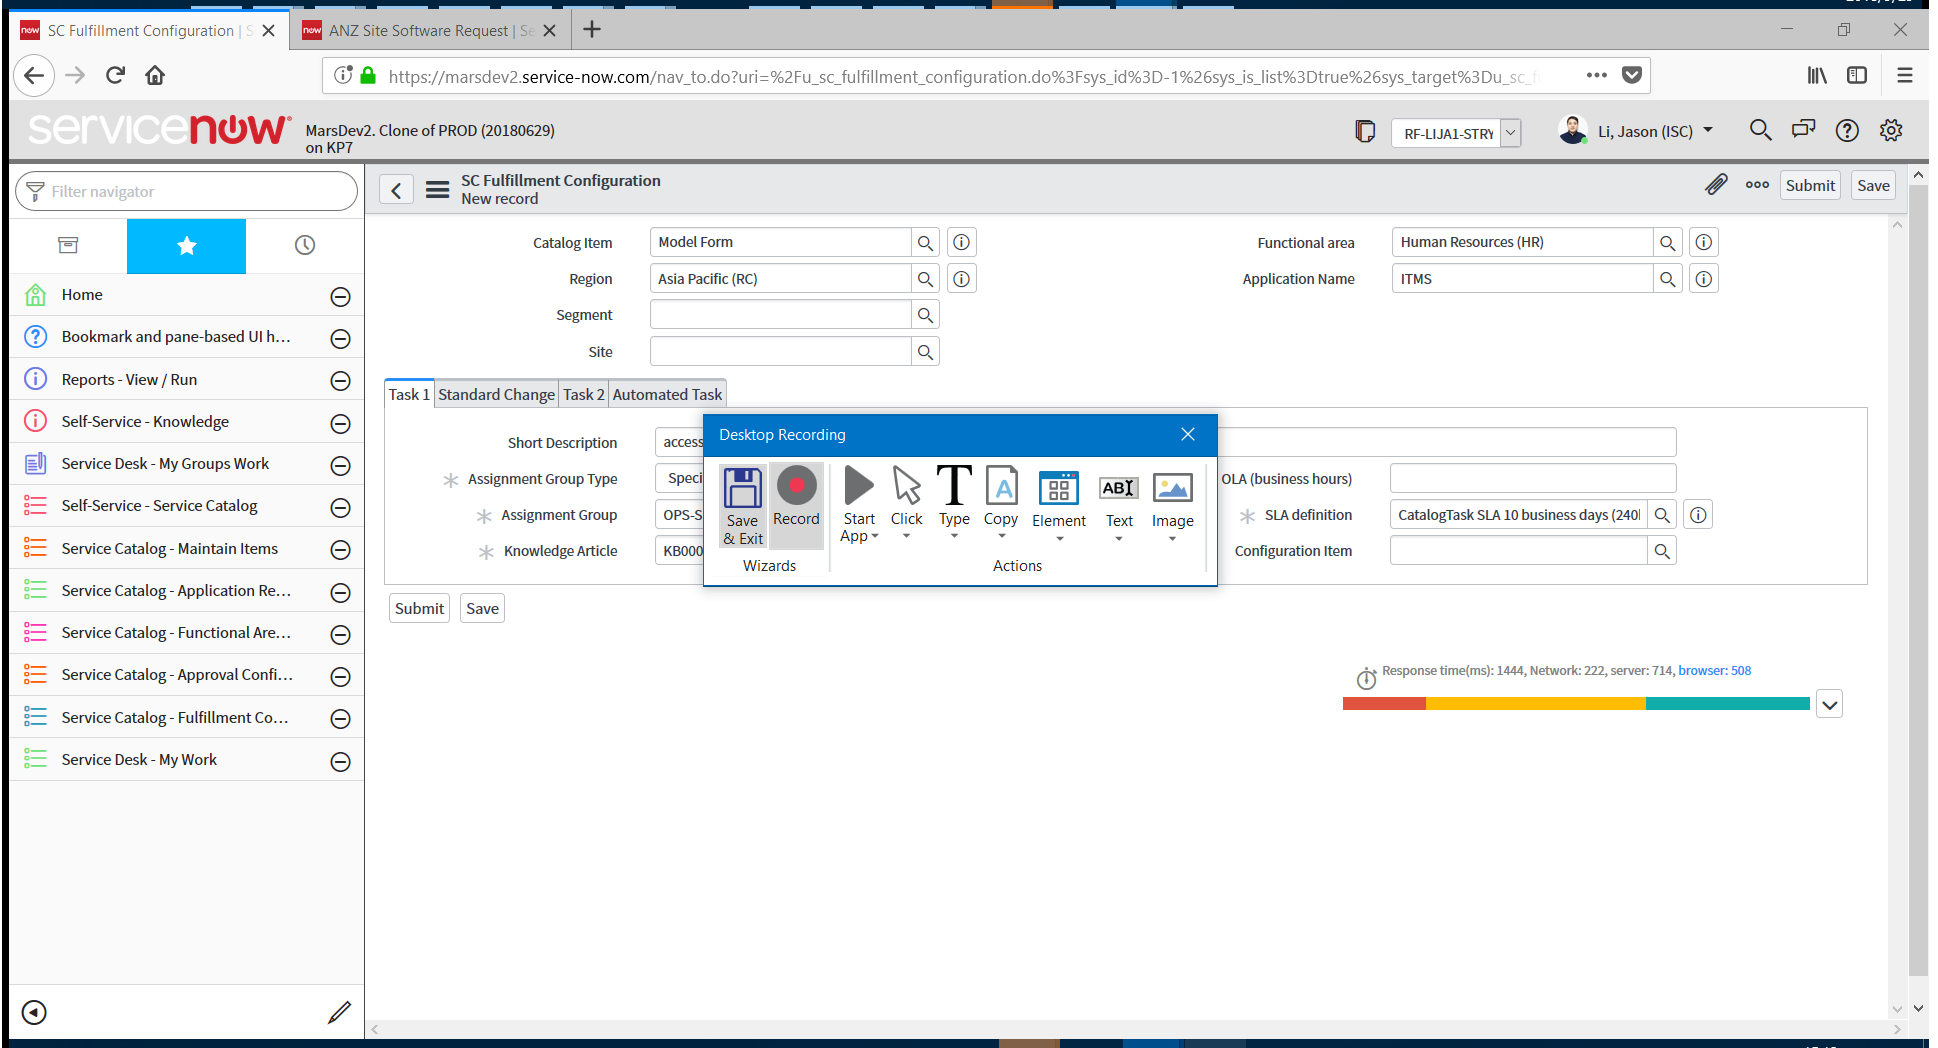 SC Fulfillment Configuration | S
ANZ Site Software Request | Se
https://marsdev2.service-now.com/nav_to.do?uri=%2Fu_sc_fulfillment_configuration.do%3Fsys_id%3D-1%26sys_is_list%3Dtrue%26sys_target%3Du_sc_f
servicenow
MarsDev2. Clone of PROD (20180629)
on KP7
RF-LIJA1-STRY
Li, Jason (ISC)
Filter navigator
SC Fulfillment Configuration
New record
Submit
Save
Home
Bookmark and pane-based UI h...
Reports - View / Run
Self-Service - Knowledge
Service Desk - My Groups Work
Self-Service - Service Catalog
Service Catalog - Maintain Items
Service Catalog - Application Re...
Service Catalog - Functional Are...
Service Catalog - Approval Confi...
Service Catalog - Fulfillment Co...
Service Desk - My Work
Catalog Item
Model Form
Functional area
Human Resources (HR)
Region
Asia Pacific (RC)
Application Name
ITMS
Segment
Site
Task 1
Standard Change
Task 2
Automated Task
Short Description
access
Assignment Group Type
Speci
OLA (business hours)
Assignment Group
OPS-S
SLA definition
CatalogTask SLA 10 business days (240
Knowledge Article
KB000
Configuration Item
Desktop Recording
Save
& Exit
Record
Start
App
Click
Type
Copy
Element
Text
Image
Wizards
Actions
Submit
Save
Response time(ms): 1444, Network: 222, server: 714, browser: 508